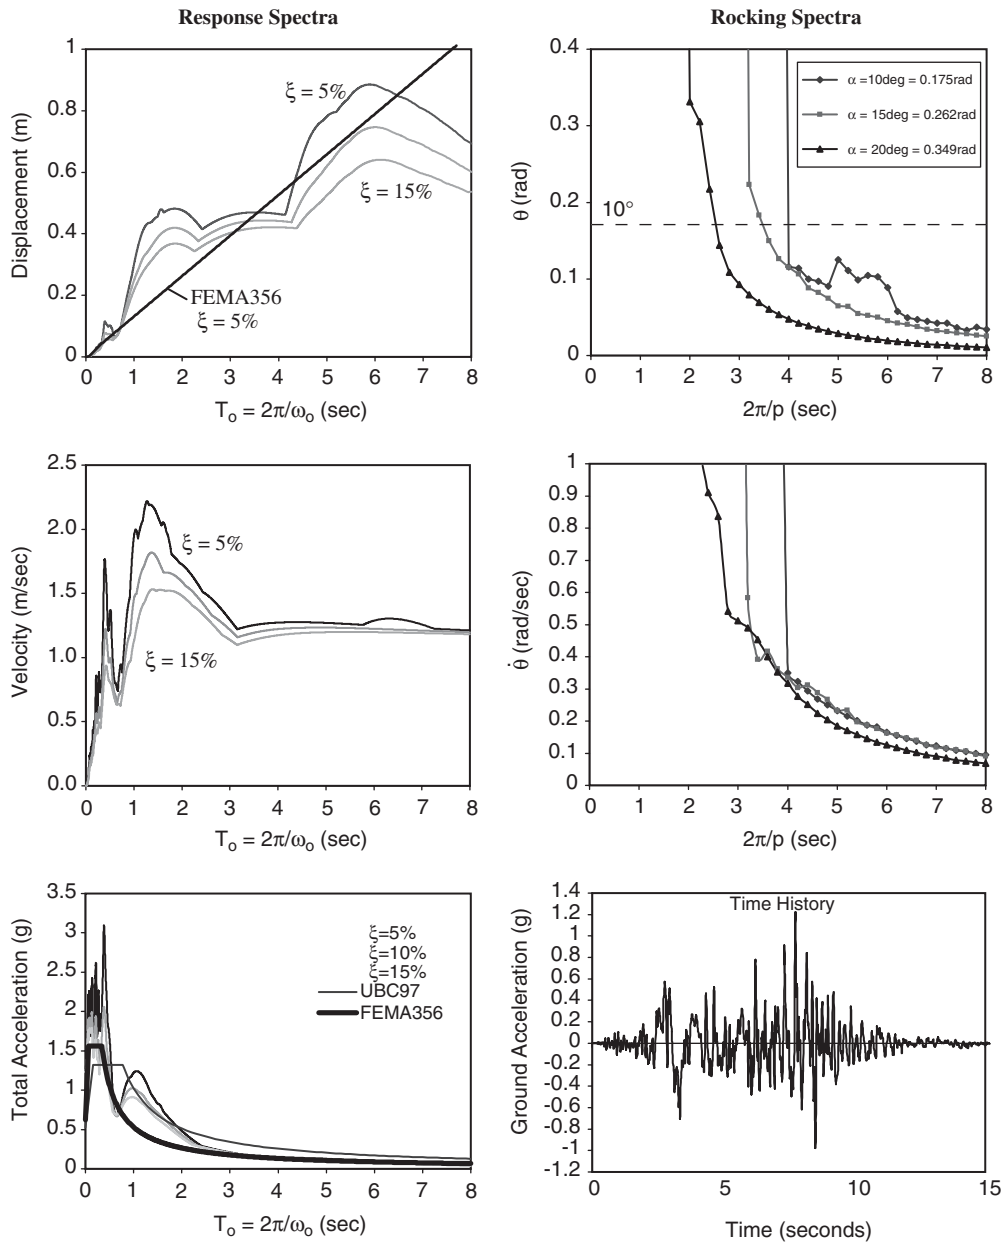 Response Spectra
Displacement (m)
1
0.8
0.6
0.4
0.2
0
ξ = 5%
ξ = 15%
FEMA356
ξ = 5%
0 1 2 3 4 5 6 7 8
T₀ = 2π/ω₀ (sec)
Rocking Spectra
θ (rad)
0.4
0.3
0.2
0.1
0
α =10deg = 0.175rad
α = 15deg = 0.262rad
α = 20deg = 0.349rad
10°
0 1 2 3 4 5 6 7 8
2π/p (sec)
Velocity (m/sec)
2.5
2.0
1.5
1.0
0.5
0.0
ξ = 5%
ξ = 15%
0 1 2 3 4 5 6 7 8
T₀ = 2π/ω₀ (sec)
θ̇ (rad/sec)
1
0.9
0.8
0.7
0.6
0.5
0.4
0.3
0.2
0.1
0
0 1 2 3 4 5 6 7 8
2π/p (sec)
Total Acceleration (g)
3.5
3
2.5
2
1.5
1
0.5
0
ξ=5%
ξ=10%
ξ=15%
UBC97
FEMA356
0 1 2 3 4 5 6 7 8
T₀ = 2π/ω₀ (sec)
Ground Acceleration (g)
1.4
1.2
1
0.8
0.6
0.4
0.2
0
-0.2
-0.4
-0.6
-0.8
-1
-1.2
Time History
0 5 10 15
Time (seconds)